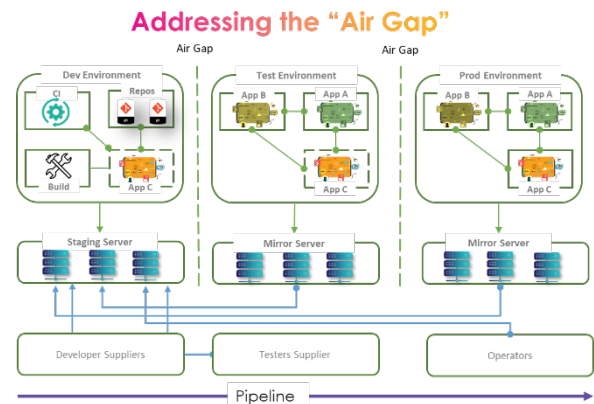 Addressing the “Air Gap”
Air Gap
Air Gap
Dev Environment
CI
Repos
Build
App C
Test Environment
App B
App A
App C
Prod Environment
App B
App A
App C
Staging Server
Mirror Server
Mirror Server
Developer Suppliers
Testers Supplier
Operators
Pipeline